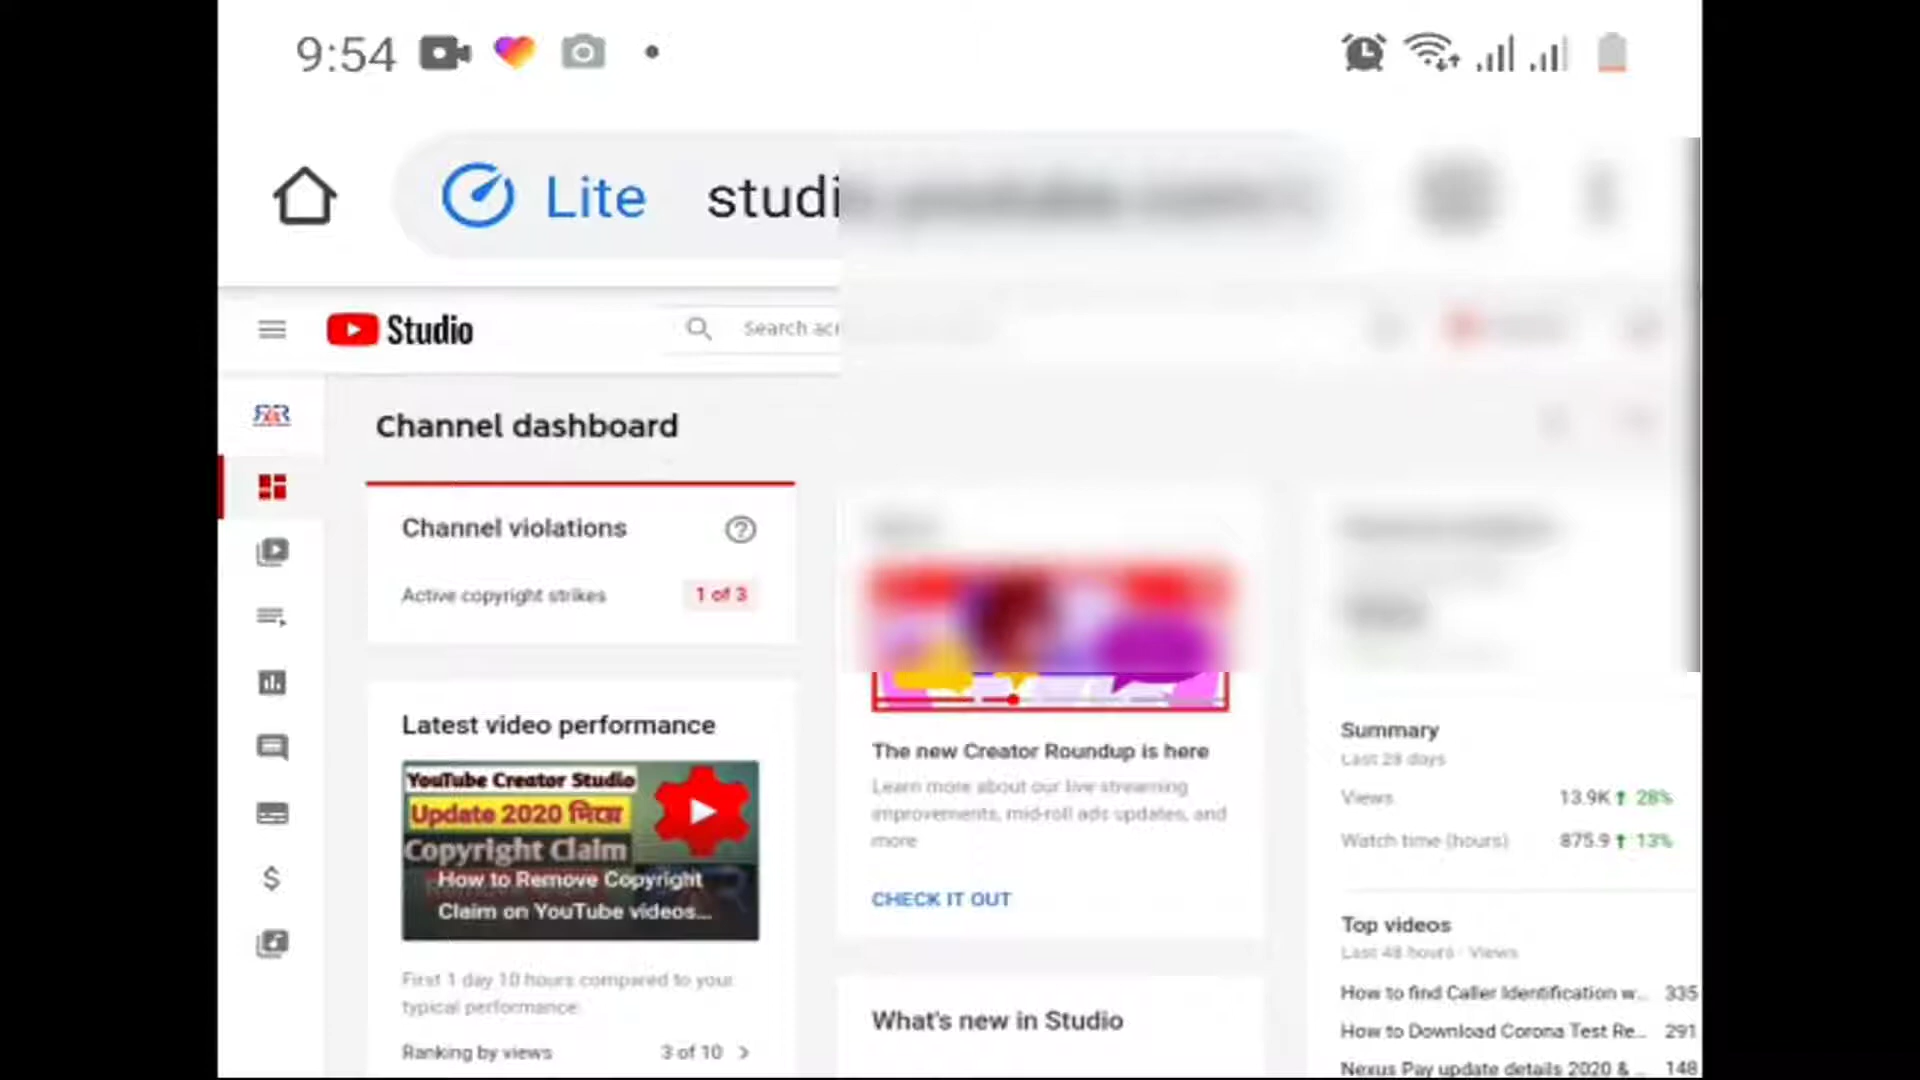 9:54
Lite studi
Studio
Search
Channel dashboard
Channel violations
Active copyright strikes 1 of 3
Latest video performance
YouTube Creator Studio
Update 2020 নিয়ে
Copyright Claim
How to Remove Copyright
Claim on YouTube videos...
First 1 day 10 hours compared to your
typical performance:
Ranking by views 3 of 10
The new Creator Roundup is here
Learn more about our live streaming
improvements, mid-roll ads updates, and
more
CHECK IT OUT
What's new in Studio
Summary
Last 28 days
Views 13.9K 28%
Watch time (hours) 875.9 13%
Top videos
Last 48 hours · Views
How to find Caller Identification w... 335
How to Download Corona Test Re... 291
Nexus Pay update details 2020 & ... 148